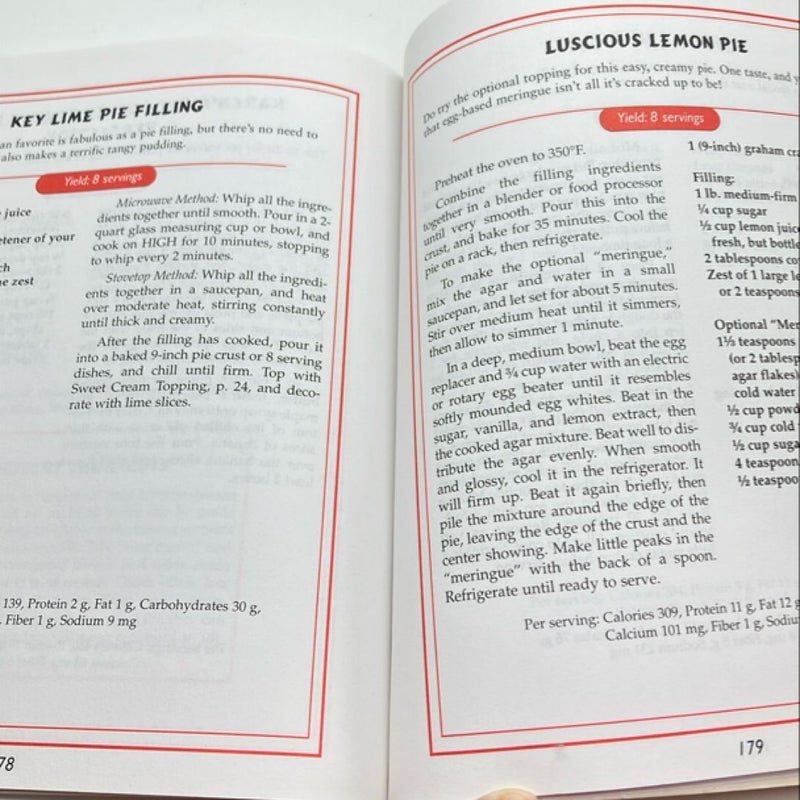 KEY LIME PIE FILLING
an favorite is fabulous as a pie filling, but there's no need to
also makes a terrific tangy pudding.
Yield: 8 servings
juice
etener of your
ch
e zest
Microwave Method: Whip all the ingre-
dients together until smooth. Pour in a 2-
quart glass measuring cup or bowl, and
cook on HIGH for 10 minutes, stopping
to whip every 2 minutes.
Stovetop Method: Whip all the ingredi-
ents together in a saucepan, and heat
over moderate heat, stirring constantly
until thick and creamy.
After the filling has cooked, pour it
into a baked 9-inch pie crust or 8 serving
dishes, and chill until firm. Top with
Sweet Cream Topping, p. 24, and deco-
rate with lime slices.
139, Protein 2 g, Fat 1 g, Carbohydrates 30 g,
Fiber 1 g, Sodium 9 mg
78
LUSCIOUS LEMON PIE
Do try the optional topping for this easy, creamy pie. One taste, and y
that egg-based meringue isn't all it's cracked up to be!
Yield: 8 servings
Preheat the oven to 350°F.
Combine the filling ingredients
together in a blender or food processor
until very smooth. Pour this into the
crust, and bake for 35 minutes. Cool the
pie on a rack, then refrigerate.
To make the optional "meringue,"
mix the agar and water in a small
saucepan, and let set for about 5 minutes.
Stir over medium heat until it simmers,
then allow to simmer 1 minute.
In a deep, medium bowl, beat the egg
replacer and ¾ cup water with an electric
or rotary egg beater until it resembles
softly mounded egg whites. Beat in the
sugar, vanilla, and lemon extract, then
the cooked agar mixture. Beat well to dis-
tribute the agar evenly. When smooth
and glossy, cool it in the refrigerator. It
will firm up. Beat it again briefly, then
pile the mixture around the edge of the
pie, leaving the edge of the crust and the
center showing. Make little peaks in the
"meringue" with the back of a spoon.
Refrigerate until ready to serve.
1 (9-inch) graham cra
Filling:
1 lb. medium-firm
¼ cup sugar
½ cup lemon juice
fresh, but bottle
2 tablespoons co
Zest of 1 large le
or 2 teaspoons
Optional "Mer
1½ teaspoons
(or 2 tablesp
agar flakes)
cold water
½ cup powd
¾ cup cold
½ cup suga
4 teaspoon
½ teaspoo
Per serving: Calories 309, Protein 11 g, Fat 12 g
Calcium 101 mg, Fiber 1 g, Sodiu
179